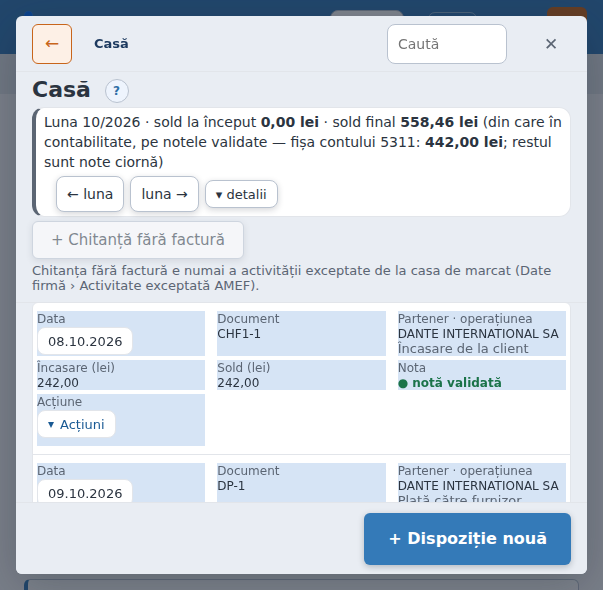 ← Casă Caută ✕
Casă ?
Luna 10/2026 · sold la început 0,00 lei · sold final 558,46 lei (din care în
contabilitate, pe notele validate — fișa contului 5311: 442,00 lei; restul
sunt note ciornă)
← luna luna → ▾ detalii
+ Chitanță fără factură
Chitanța fără factură e numai a activității exceptate de casa de marcat (Date
firmă › Activitate exceptată AMEF).
Data Document Partener · operațiunea
08.10.2026 CHF1-1 DANTE INTERNATIONAL SA
Încasare de la client
Încasare (lei) Sold (lei) Nota
242,00 242,00 ● notă validată
Acțiune
▾ Acțiuni
Data Document Partener · operațiunea
09.10.2026 DP-1 DANTE INTERNATIONAL SA
Plată către furnizor
+ Dispoziție nouă